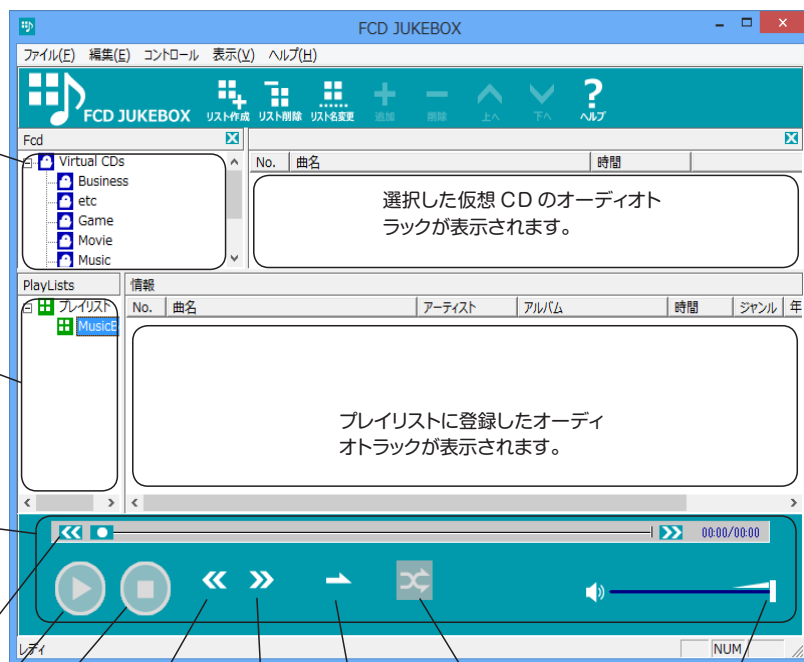 FCD JUKEBOX
ファイル(F) 編集(E) コントロール 表示(V) ヘルプ(H)
FCD JUKEBOX
リスト作成 リスト削除 リスト名変更 追加 削除 上へ 下へ ヘルプ
Fcd
Virtual CDs
Business
etc
Game
Movie
Music
No. 曲名 時間
選択した仮想 CD のオーディオト
ラックが表示されます。
PlayLists
プレイリスト
情報
No. 曲名 アーティスト アルバム 時間 ジャンル 年
プレイリストに登録したオーディ
オトラックが表示されます。
00:00/00:00
レディ
NUM